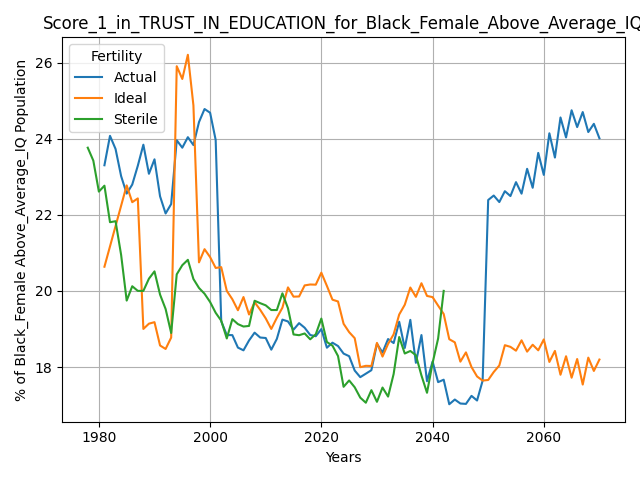 Score_1_in_TRUST_IN_EDUCATION_for_Black_Female_Above_Average_IQ
Fertility
Actual
Ideal
Sterile
% of Black_Female Above_Average_IQ Population
26
24
22
20
18
1980
2000
2020
2040
2060
Years